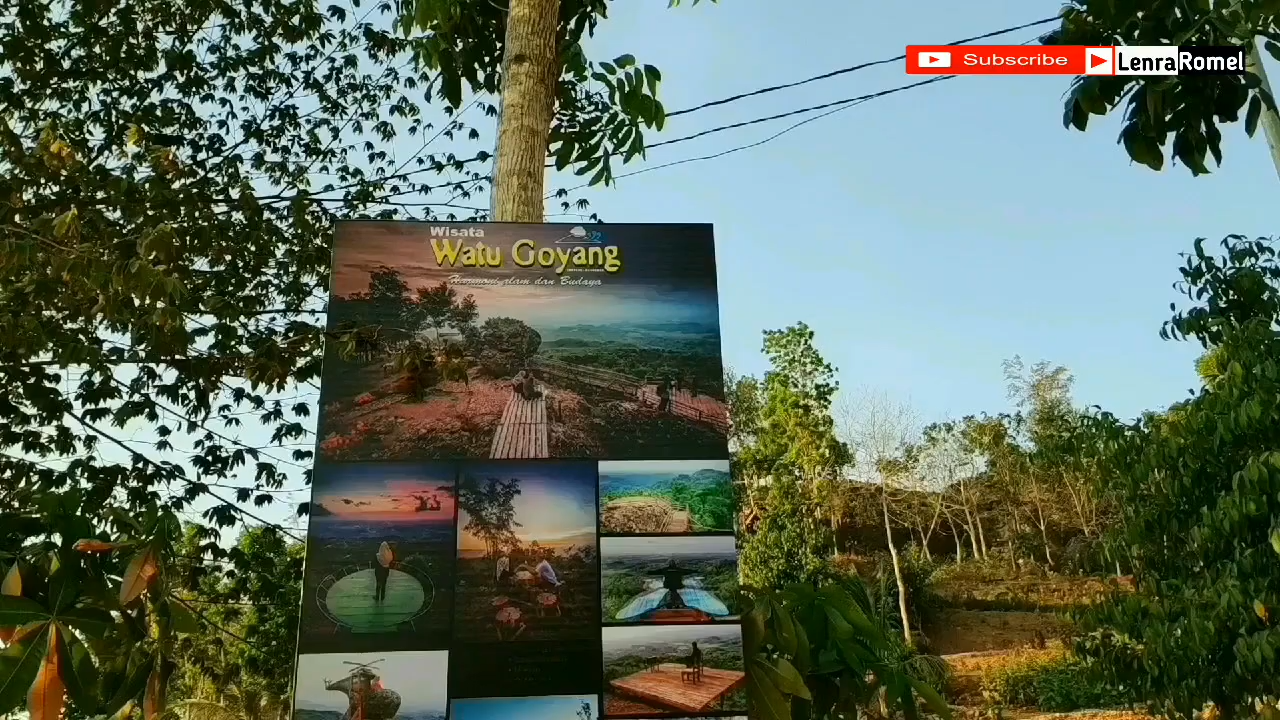 Subscribe
LenraRomel
Wisata
Watu Goyang
Harmoni alam dan Budaya